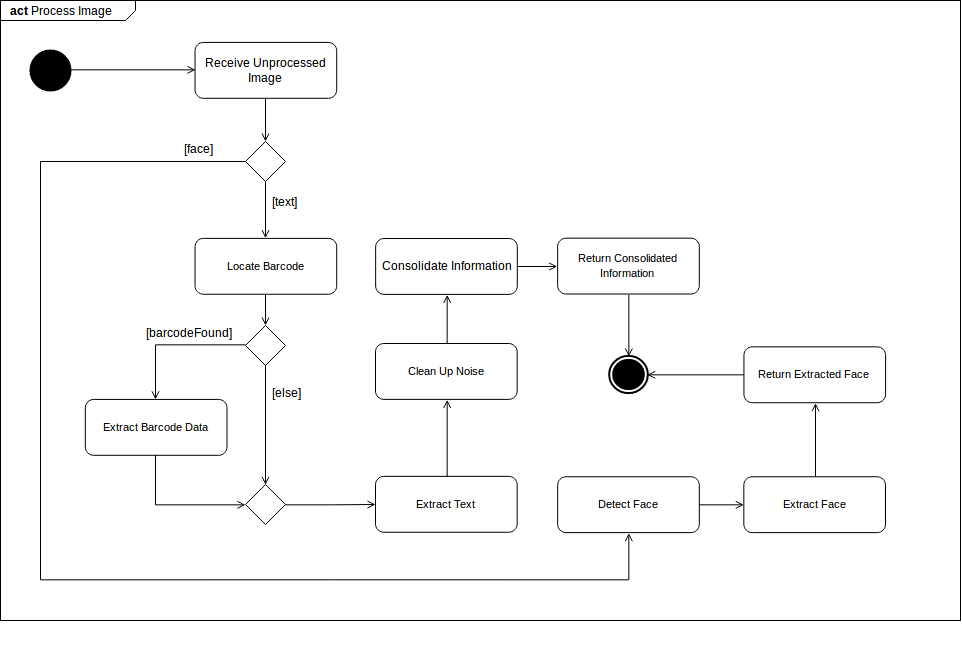 act Process Image
Receive Unprocessed
Image
[face]
[text]
Locate Barcode
Consolidate Information
Return Consolidated
Information
[barcodeFound]
[else]
Clean Up Noise
Return Extracted Face
Extract Barcode Data
Extract Text
Detect Face
Extract Face